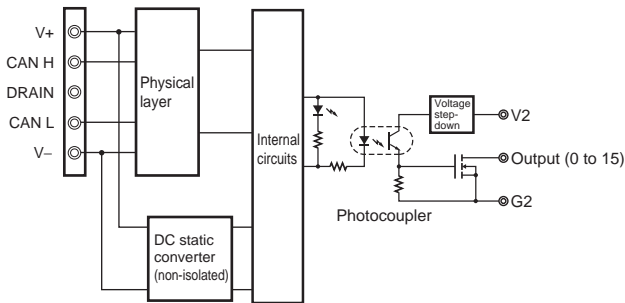 V+
CAN H
DRAIN
CAN L
V−
Physical
layer
DC static
converter
(non-isolated)
Internal
circuits
Photocoupler
Voltage
step-
down
V2
Output (0 to 15)
G2